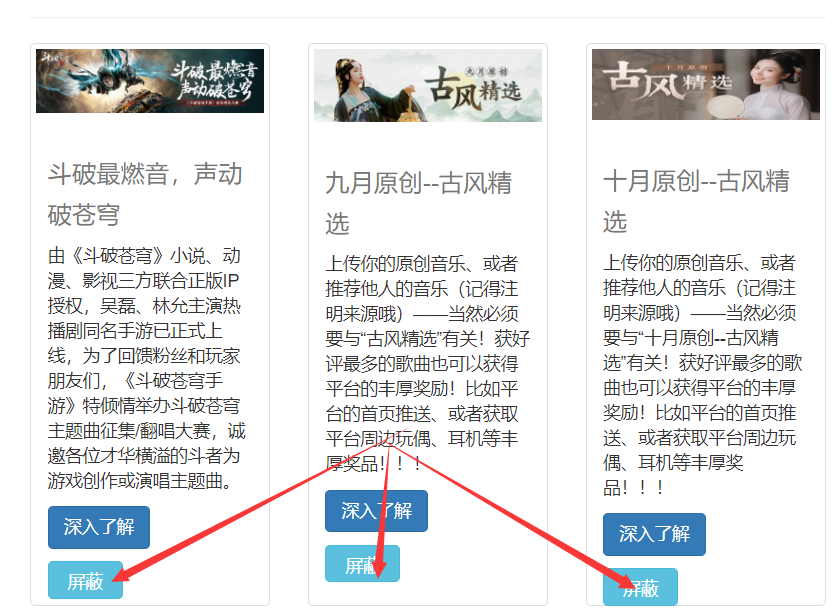 斗破最燃音
声动破苍穹
斗破最燃音，声动
破苍穹
由《斗破苍穹》小说、动
漫、影视三方联合正版IP
授权，吴磊、林允主演热
播剧同名手游已正式上
线，为了回馈粉丝和玩家
朋友们，《斗破苍穹手
游》特倾情举办斗破苍穹
主题曲征集/翻唱大赛，诚
邀各位才华横溢的斗者为
游戏创作或演唱主题曲。
深入了解
屏蔽
九月原创
古风精选
九月原创--古风精
选
上传你的原创音乐、或者
推荐他人的音乐（记得注
明来源哦）——当然必须
要与“古风精选”有关！获好
评最多的歌曲也可以获得
平台的丰厚奖励！比如平
台的首页推送、或者获取
平台周边玩偶、耳机等丰
厚奖品！！！
深入了解
屏蔽
十月原创
古风精选
十月原创--古风精
选
上传你的原创音乐、或者
推荐他人的音乐（记得注
明来源哦）——当然必须
要与“十月原创--古风精
选”有关！获好评最多的歌
曲也可以获得平台的丰厚
奖励！比如平台的首页推
送、或者获取平台周边玩
偶、耳机等丰厚奖
品！！！
深入了解
屏蔽